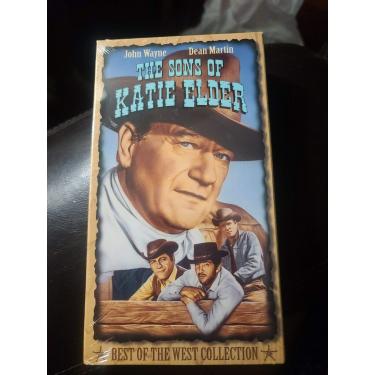 John Wayne Dean Martin
THE SONS OF
KATIE ELDER
BEST OF THE WEST COLLECTION